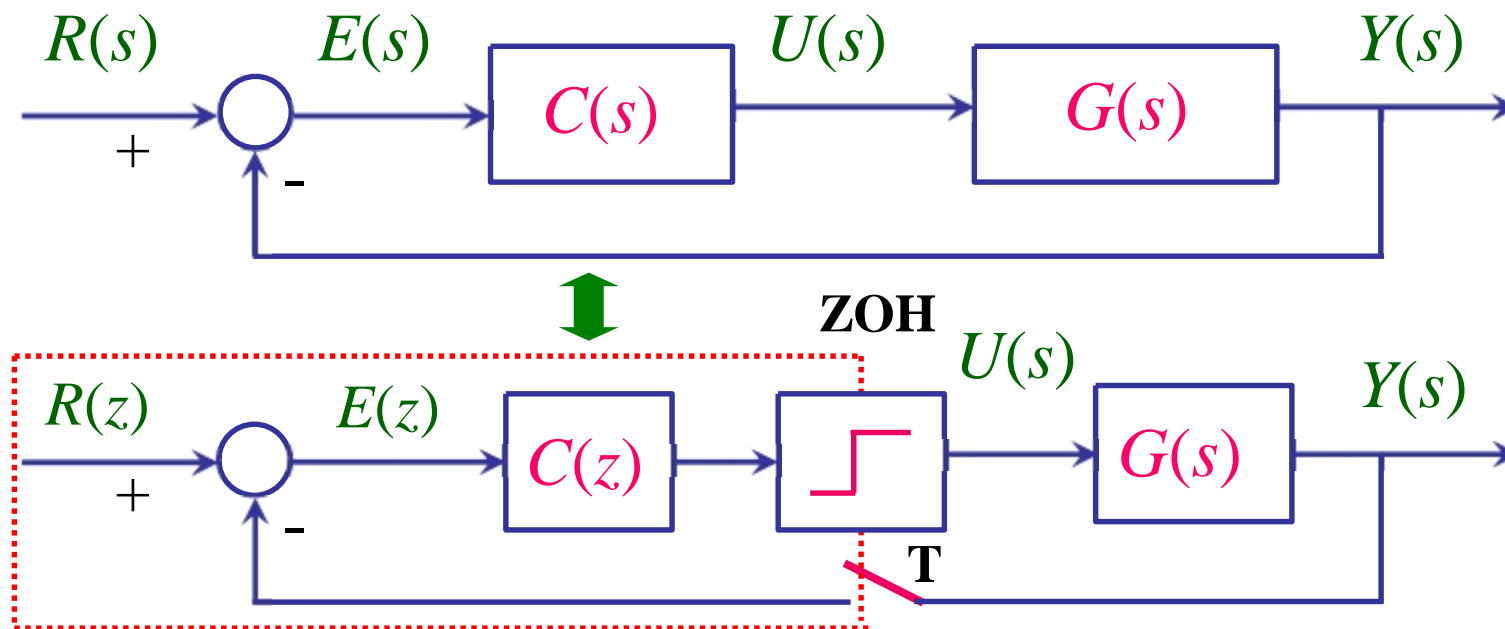 R(s) E(s) U(s) Y(s)
C(s) G(s)
+
-
ZOH
R(z) E(z) U(s) Y(s)
C(z) G(s)
+
-
T